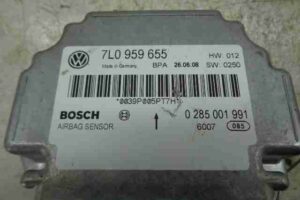 7L0 959 655 HW: 012
Made in Germany BPA 26.06.08 SW: 0250
*0039P005PT7H*
BOSCH 0 285 001 991
AIRBAG SENSOR 6007 085